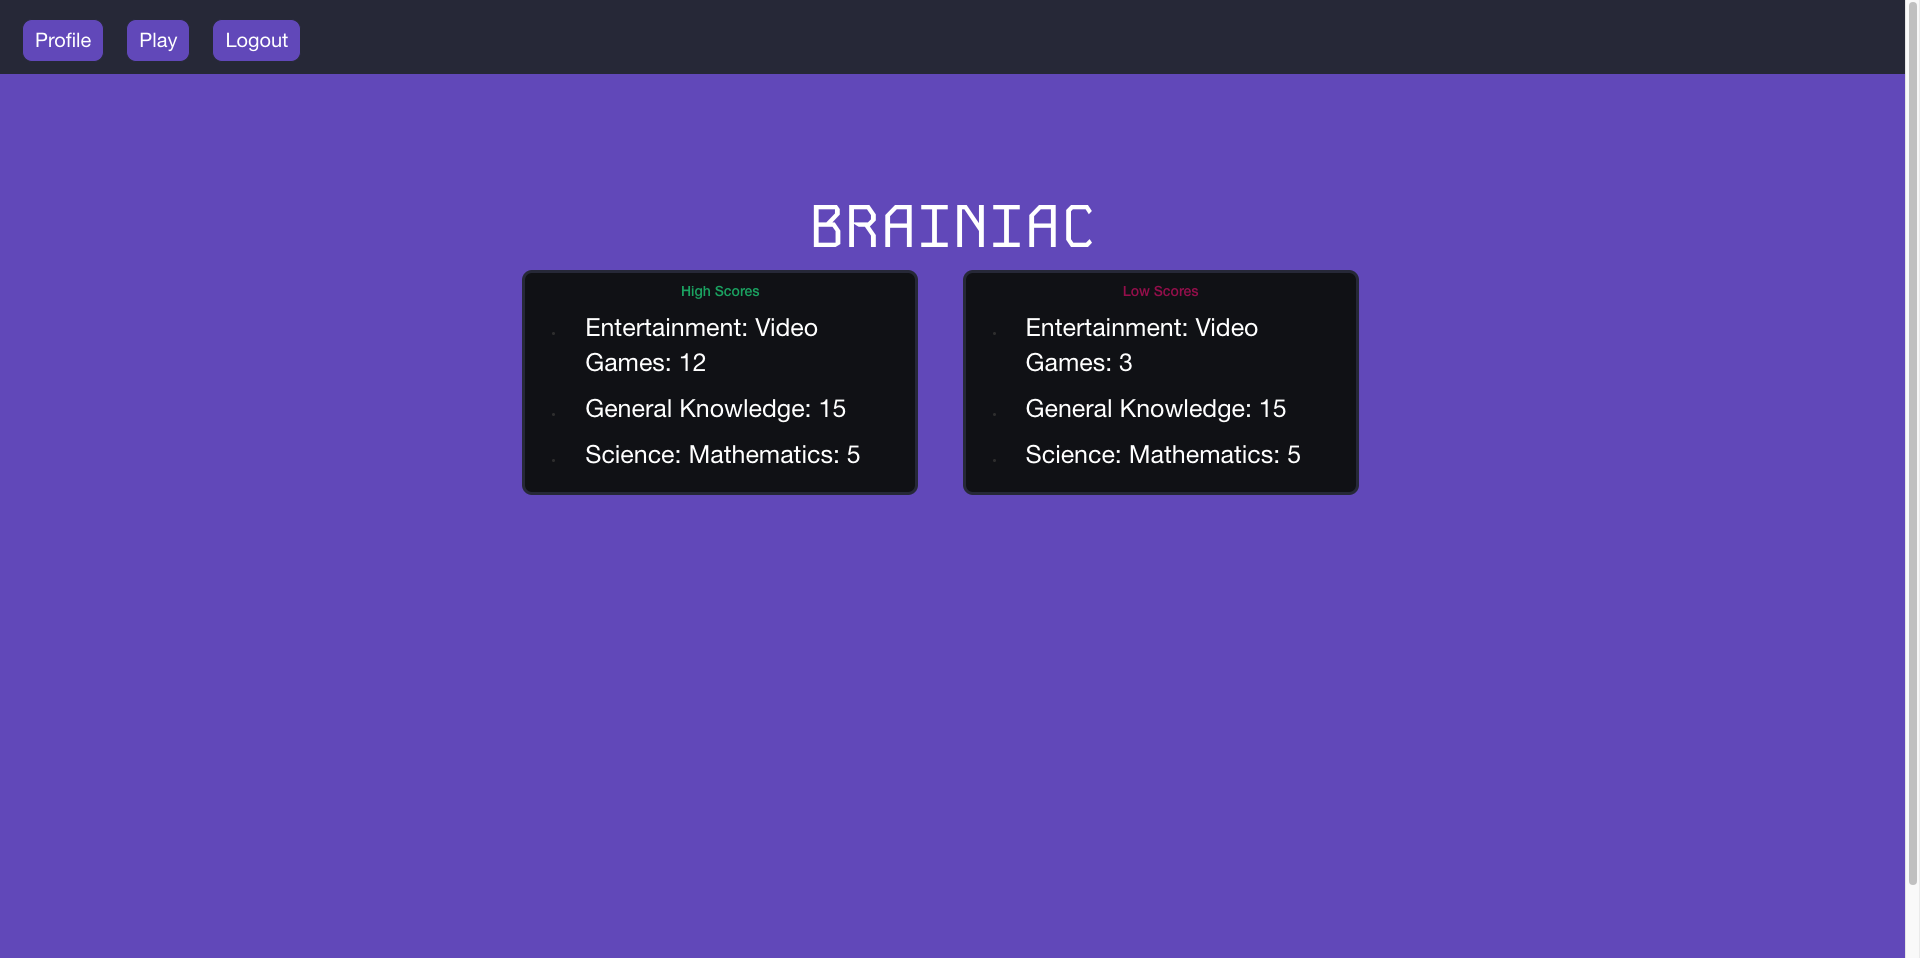 Profile
Play
Logout
BRAINIAC
High Scores
Entertainment: Video
Games: 12
General Knowledge: 15
Science: Mathematics: 5
Low Scores
Entertainment: Video
Games: 3
General Knowledge: 15
Science: Mathematics: 5